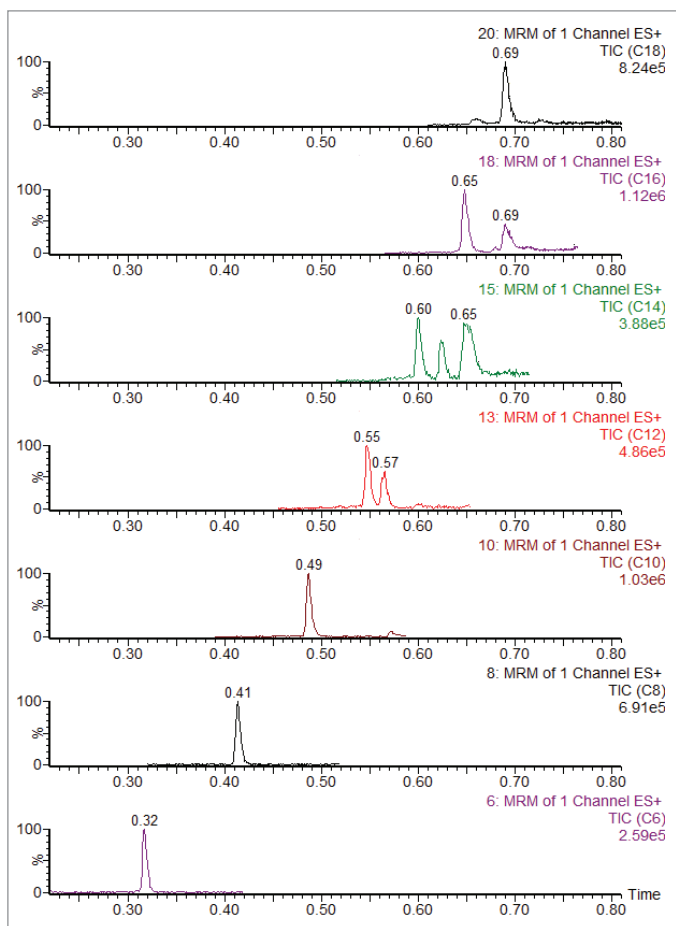 20: MRM of 1 Channel ES+
TIC (C18)
8.24e5
0.69
100
%
0
0.30 0.40 0.50 0.60 0.70 0.80
18: MRM of 1 Channel ES+
TIC (C16)
1.12e6
0.65
0.69
100
%
0
0.30 0.40 0.50 0.60 0.70 0.80
15: MRM of 1 Channel ES+
TIC (C14)
3.88e5
0.60 0.65
100
%
0
0.30 0.40 0.50 0.60 0.70 0.80
13: MRM of 1 Channel ES+
TIC (C12)
4.86e5
0.55
0.57
100
%
0
0.30 0.40 0.50 0.60 0.70 0.80
10: MRM of 1 Channel ES+
TIC (C10)
1.03e6
0.49
100
%
0
0.30 0.40 0.50 0.60 0.70 0.80
8: MRM of 1 Channel ES+
TIC (C8)
6.91e5
0.41
100
%
0
0.30 0.40 0.50 0.60 0.70 0.80
6: MRM of 1 Channel ES+
TIC (C6)
2.59e5
0.32
100
%
0
Time
0.30 0.40 0.50 0.60 0.70 0.80